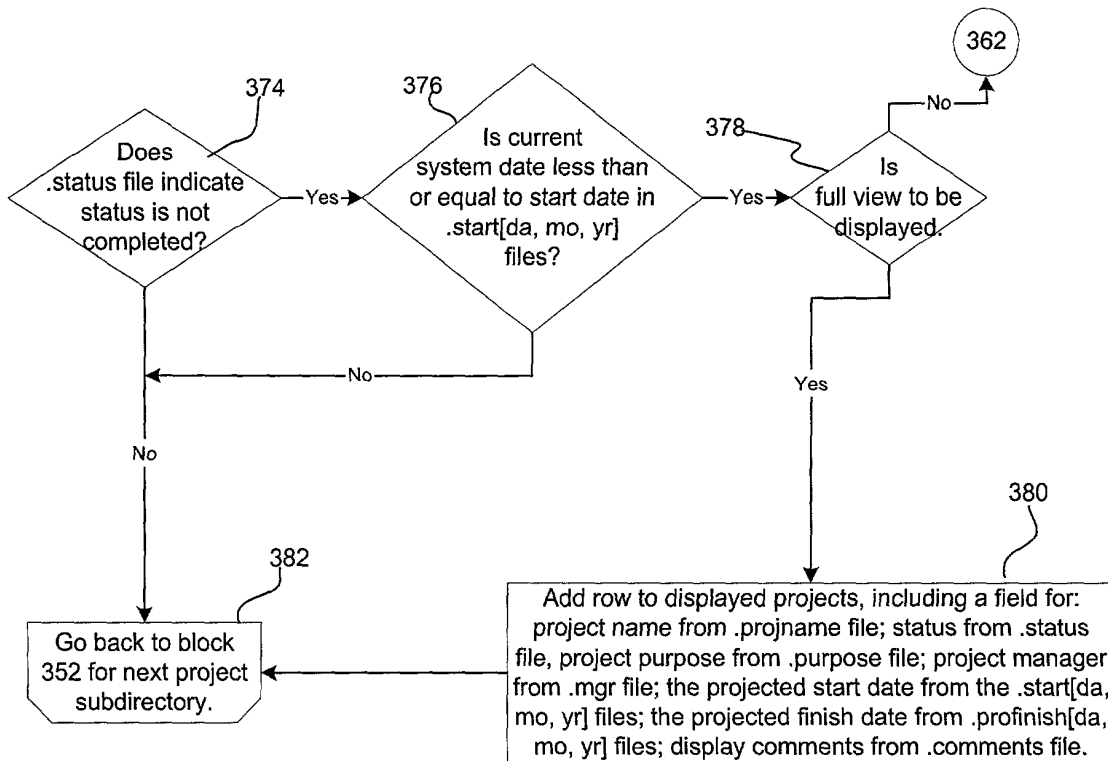 362
374
376
No
378
Does
.status file indicate
status is not
completed?
Yes
Is current
system date less than
or equal to start date in
.start[da, mo, yr]
files?
Yes
Is
full view to be
displayed.
No
Yes
No
380
382
Go back to block
352 for next project
subdirectory.
Add row to displayed projects, including a field for:
project name from .projname file; status from .status
file, project purpose from .purpose file; project manager
from .mgr file; the projected start date from the .start[da,
mo, yr] files; the projected finish date from .profinish[da,
mo, yr] files; display comments from .comments file.